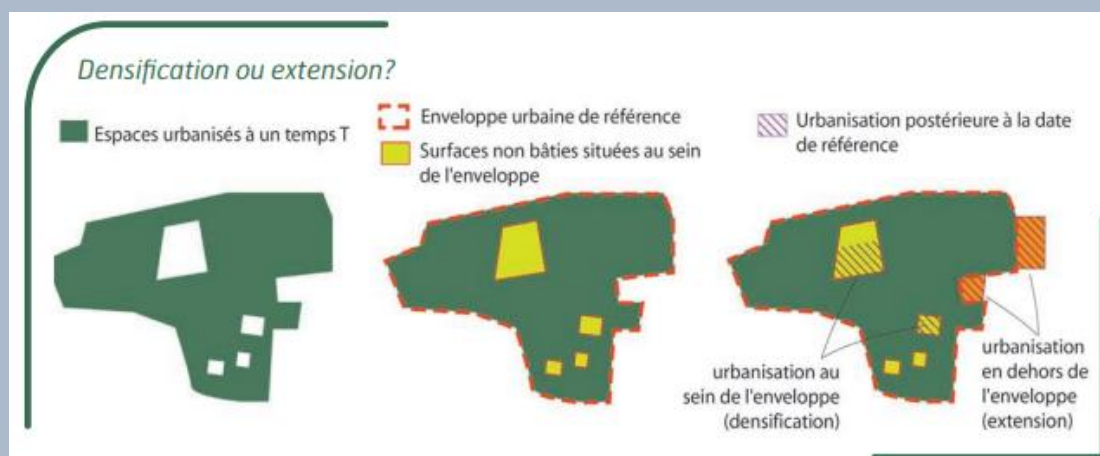 Densification ou extension?
Espaces urbanisés à un temps T
Enveloppe urbaine de référence
Surfaces non bâties situées au sein
de l'enveloppe
Urbanisation postérieure à la date
de référence
urbanisation au
sein de l'enveloppe
(densification)
urbanisation
en dehors de
l'enveloppe
(extension)